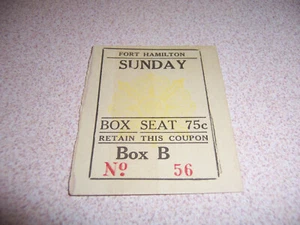 FORT HAMILTON
SUNDAY
BOX SEAT 75c
RETAIN THIS COUPON
Box B
No 56